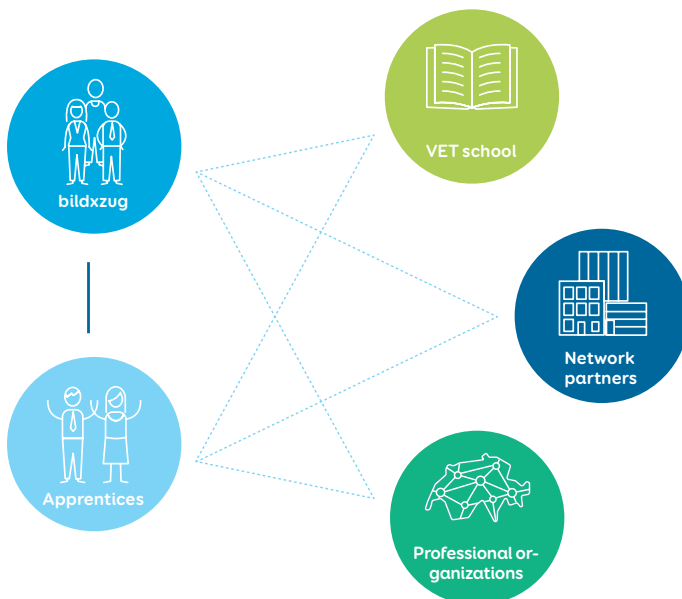 VET school
bildxzug
Network
partners
Apprentices
Professional or-
ganizations